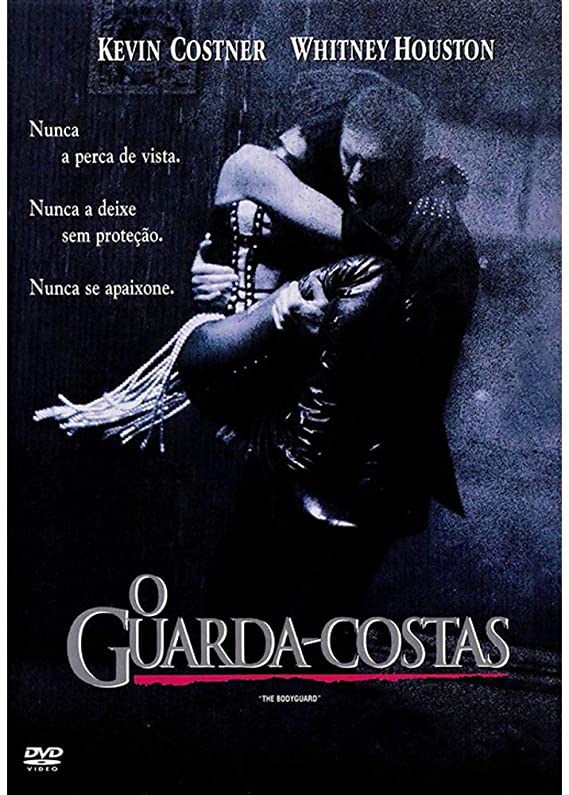 KEVIN COSTNER WHITNEY HOUSTON
Nunca
a perca de vista.
Nunca a deixe
sem proteção.
Nunca se apaixone.
O
GUARDA-COSTAS
"THE BODYGUARD"
DVD
VIDEO